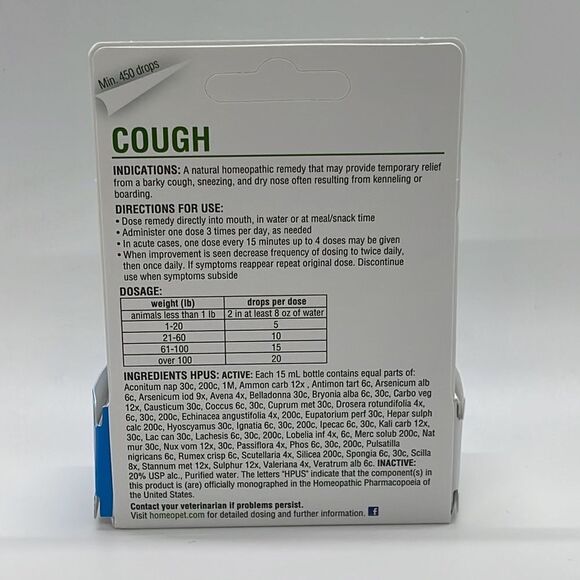 Min. 450 drops
COUGH
INDICATIONS: A natural homeopathic remedy that may provide temporary relief
from a barky cough, sneezing, and dry nose often resulting from kenneling or
boarding.
DIRECTIONS FOR USE:
• Dose remedy directly into mouth, in water or at meal/snack time
• Administer one dose 3 times per day, as needed
• In acute cases, one dose every 15 minutes up to 4 doses may be given
• When improvement is seen decrease frequency of dosing to twice daily,
then once daily. If symptoms reappear repeat original dose. Discontinue
use when symptoms subside
DOSAGE:
weight (lb) drops per dose
animals less than 1 lb 2 in at least 8 oz of water
1-20 5
21-60 10
61-100 15
over 100 20
INGREDIENTS HPUS: ACTIVE: Each 15 mL bottle contains equal parts of:
Aconitum nap 30c, 200c, 1M, Ammon carb 12x , Antimon tart 6c, Arsenicum alb
6c, Arsenicum iod 9x, Avena 4x, Belladonna 30c, Bryonia alba 6c, Carbo veg
12x, Causticum 30c, Coccus 6c, 30c, Cuprum met 30c, Drosera rotundifolia 4x,
6c, 30c, 200c, Echinacea angustifolia 4x, 200c, Eupatorium perf 30c, Hepar sulph
calc 200c, Hyoscyamus 30c, Ignatia 6c, 30c, 200c, Ipecac 6c, 30c, Kali carb 12x,
30c, Lac can 30c, Lachesis 6c, 30c, 200c, Lobelia inf 4x, 6c, Merc solub 200c, Nat
mur 30c, Nux vom 12x, 30c, Passiflora 4x, Phos 6c, 30c, 200c, Pulsatilla
nigricans 6c, Rumex crisp 6c, Scutellaria 4x, Silicea 200c, Spongia 6c, 30c, Scilla
8x, Stannum met 12x, Sulphur 12x, Valeriana 4x, Veratrum alb 6c. INACTIVE:
20% USP alc., Purified water. The letters "HPUS" indicate that the component(s) in
this product is (are) officially monographed in the Homeopathic Pharmacopoeia of
the United States.
Contact your veterinarian if problems persist.
Visit homeopet.com for detailed dosing and further information. f